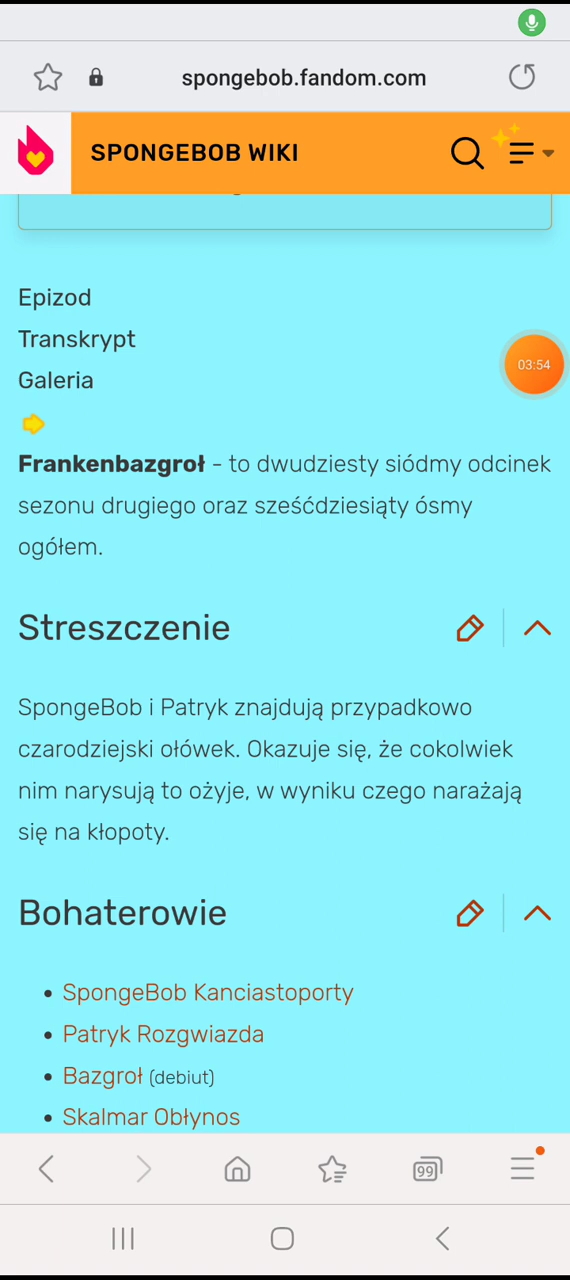 spongebob.fandom.com
SPONGEBOB WIKI
Epizod
Transkrypt
Galeria
03:54
Frankenbazgroł - to dwudziesty siódmy odcinek
sezonu drugiego oraz sześćdziesiąty ósmy
ogółem.
Streszczenie
SpongeBob i Patryk znajdują przypadkowo
czarodziejski ołówek. Okazuje się, że cokolwiek
nim narysują to ożyje, w wyniku czego narażają
się na kłopoty.
Bohaterowie
• SpongeBob Kanciastoporty
• Patryk Rozgwiazda
• Bazgroł (debiut)
• Skalmar Obłynos
99